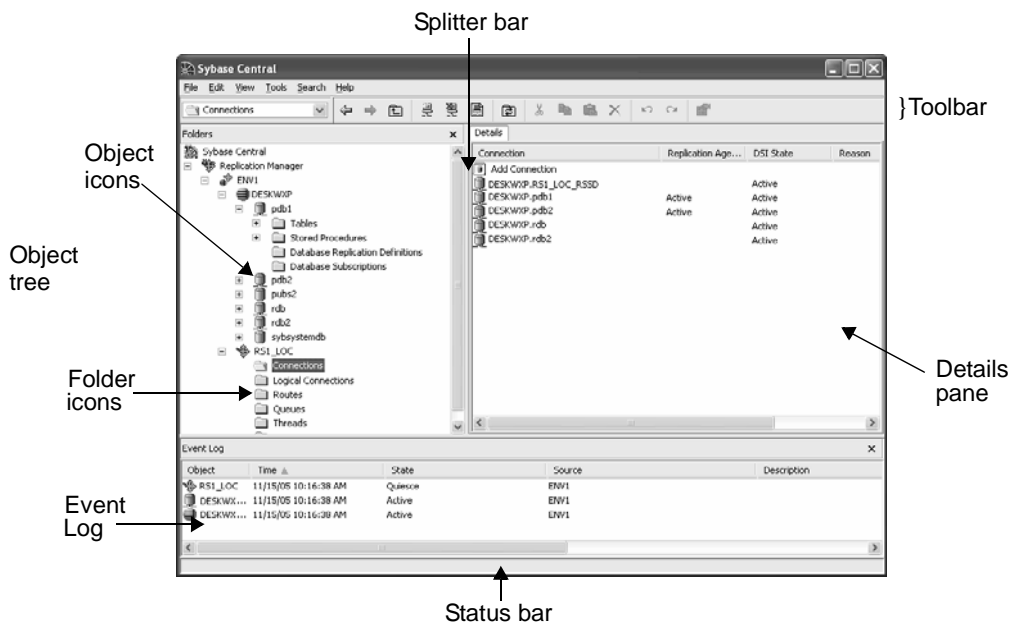 Splitter bar
Sybase Central
File Edit View Tools Search Help
Connections
}Toolbar
Folders
Details
Object
icons
Object
tree
Folder
icons
Sybase Central
Replication Manager
ENV1
DESKWXP
pdb1
Tables
Stored Procedures
Database Replication Definitions
Database Subscriptions
pdb2
pubs2
rdb
rdb2
sybsystemdb
RS1_LOC
Connections
Logical Connections
Routes
Queues
Threads
Connection Replication Age... DSI State Reason
Add Connection
DESKWXP.RS1_LOC_RSSD Active
DESKWXP.pdb1 Active Active
DESKWXP.pdb2 Active Active
DESKWXP.rdb Active
DESKWXP.rdb2 Active
Details
pane
Event Log
Object Time State Source Description
RS1_LOC 11/15/05 10:16:38 AM Quiesce ENV1
DESKWX... 11/15/05 10:16:38 AM Active ENV1
DESKWX... 11/15/05 10:16:38 AM Active ENV1
Event
Log
Status bar